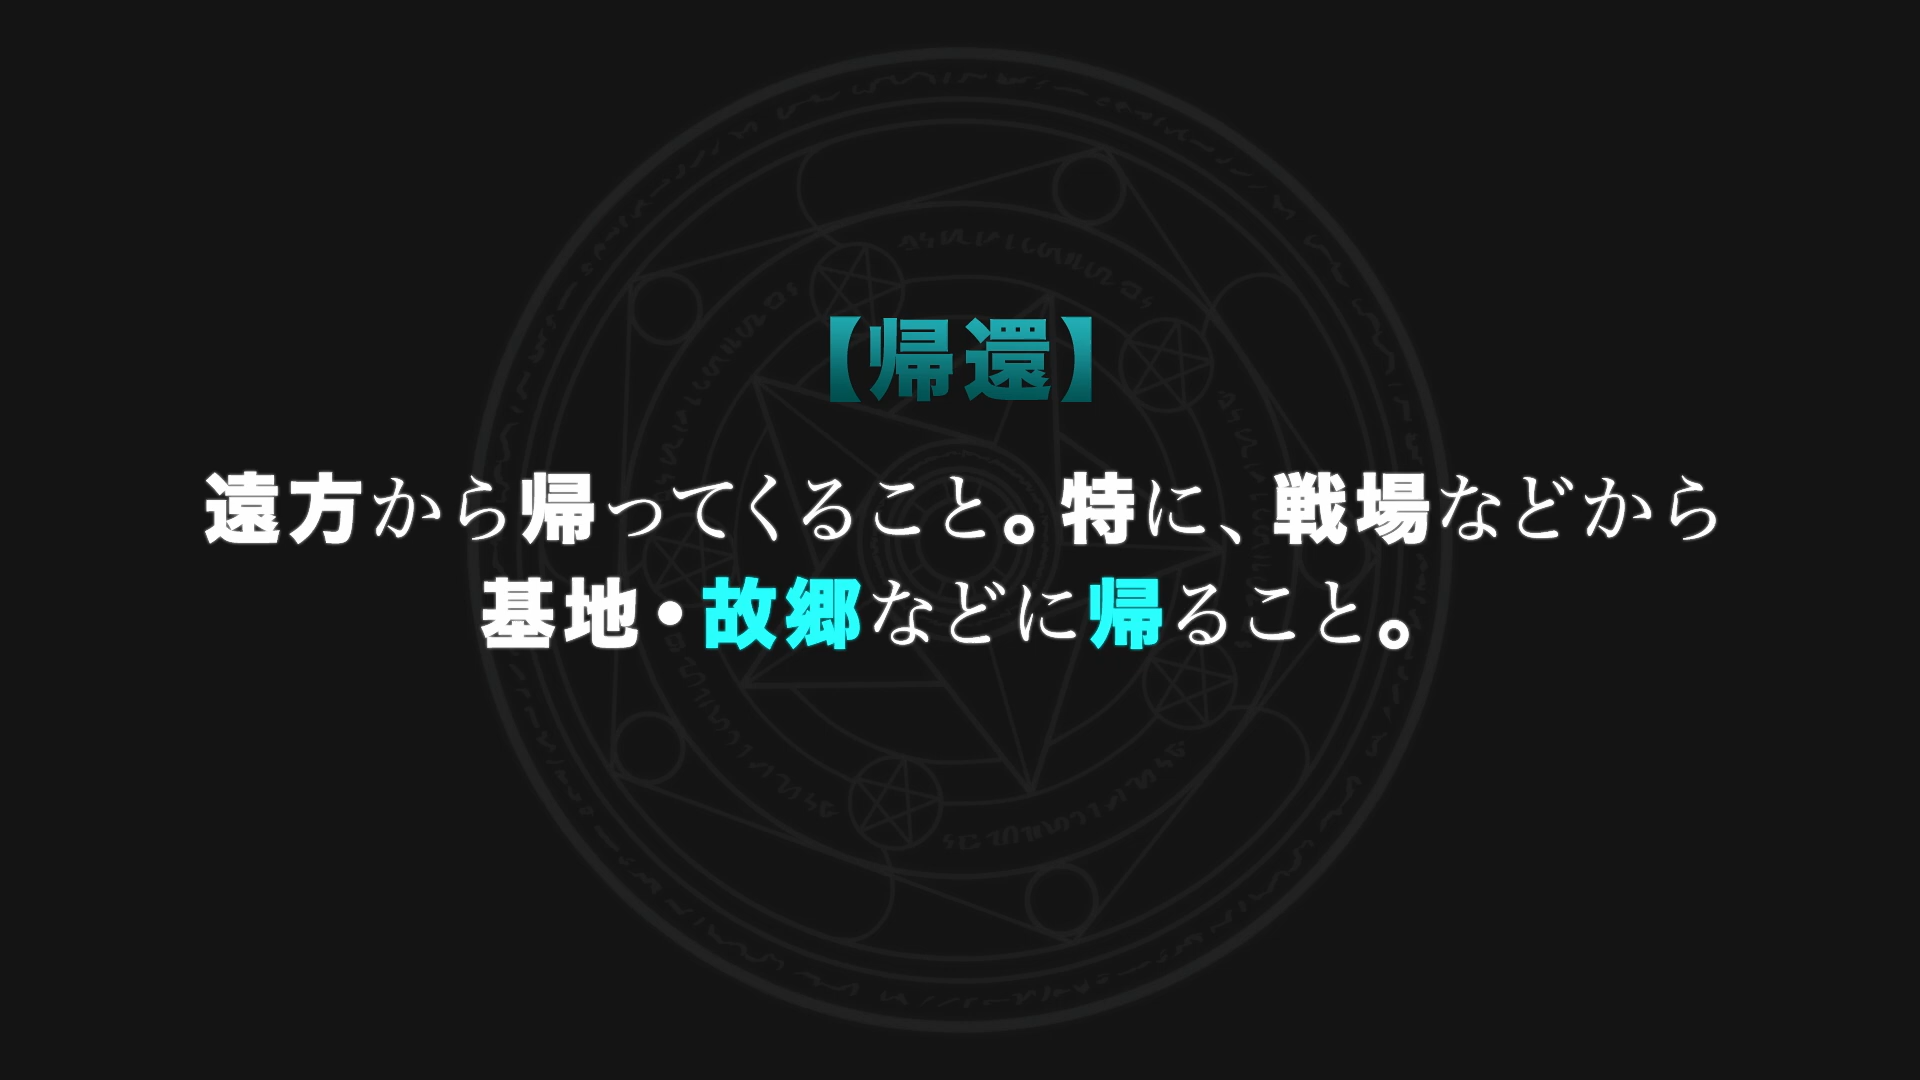 【帰還】
遠方から帰ってくること。特に、戦場などから
基地・故郷などに帰ること。